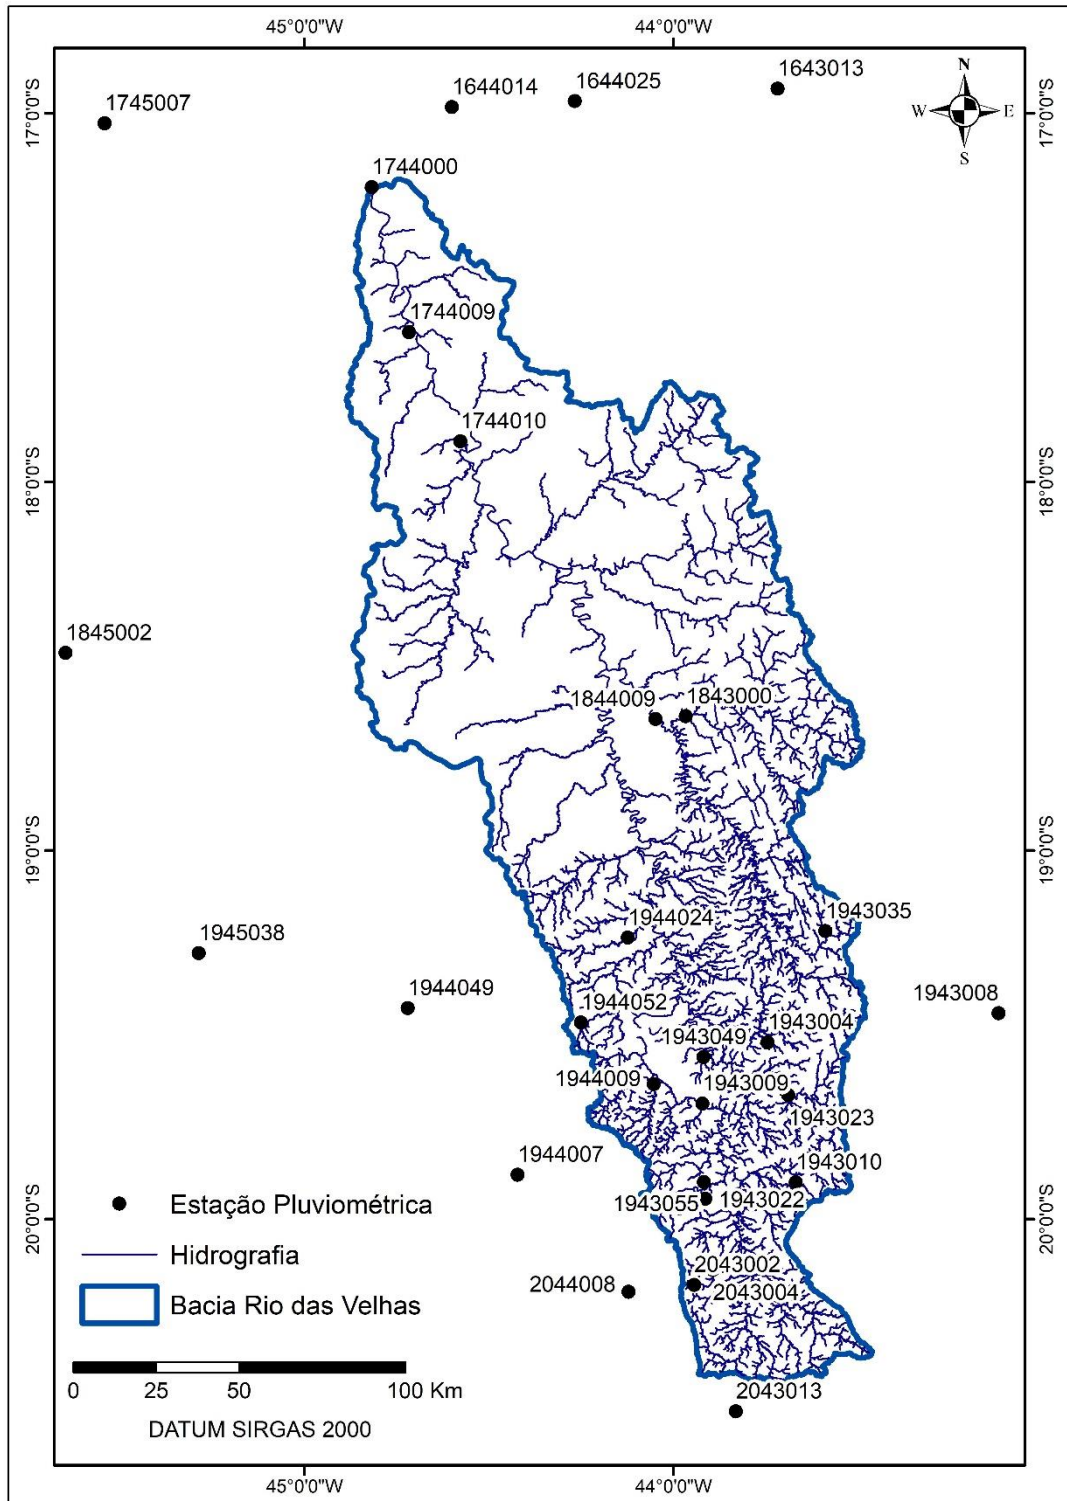 45°0'0"W
44°0'0"W
1643013
1644025
1644014
1745007
N
W
E
S
17°0'0"S
17°0'0"S
1744000
1744009
1744010
18°0'0"S
18°0'0"S
1845002
1844009
1843000
19°0'0"S
19°0'0"S
1943035
1944024
1945038
1944049
1943008
1944052
1943004
1943049
1944009
1943009
1943023
1944007
1943010
1943055
1943022
20°0'0"S
20°0'0"S
Estação Pluviométrica
Hidrografia
Bacia Rio das Velhas
2043002
2044008
2043004
0
25
50
100 Km
2043013
DATUM SIRGAS 2000
45°0'0"W
44°0'0"W